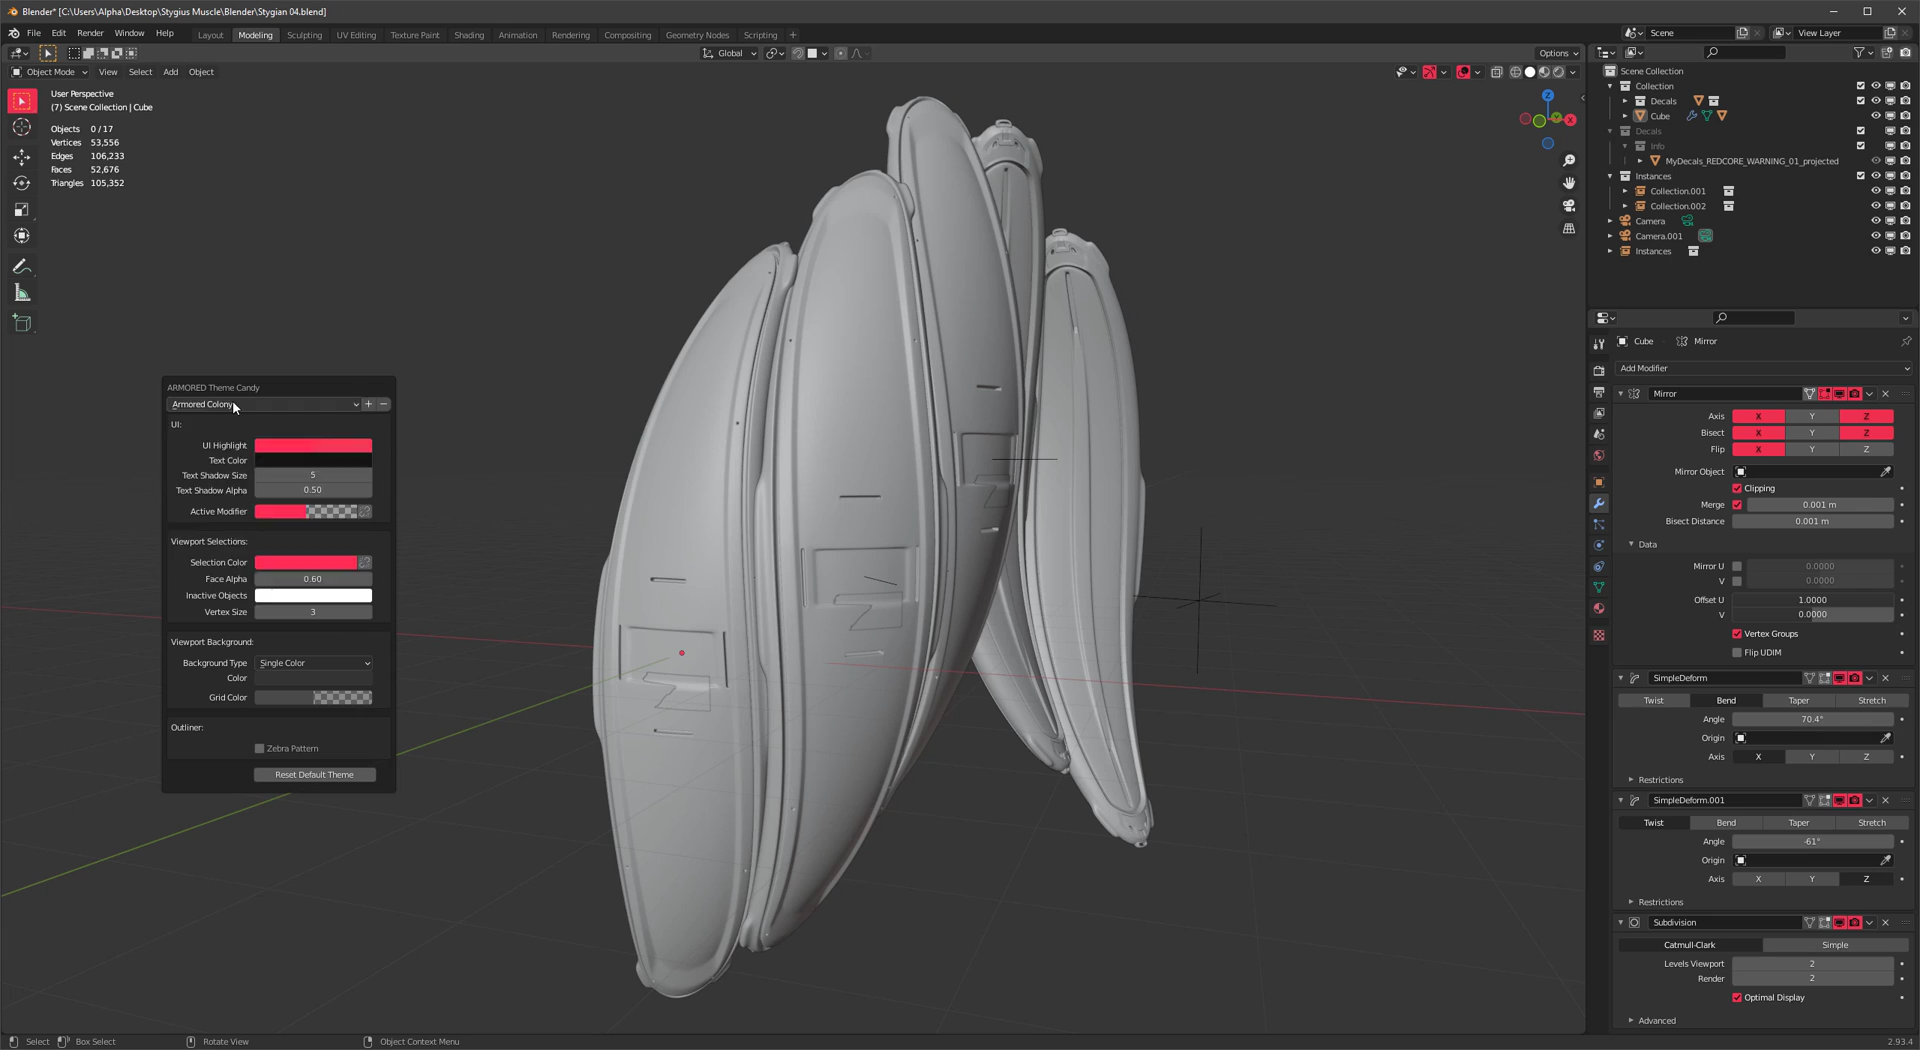 Blender* [C:\Users\Alpha\Desktop\Stygius Muscle\Blender\Stygian 04.blend]
File Edit Render Window Help Layout Modeling Sculpting UV Editing Texture Paint Shading Animation Rendering Compositing Geometry Nodes Scripting + Scene View Layer
Global Options
Object Mode View Select Add Object
User Perspective
(7) Scene Collection | Cube
Objects 0 / 17
Vertices 53,556
Edges 106,233
Faces 52,676
Triangles 105,352
Z
X
ARMORED Theme Candy
Armored Colony
UI:
UI Highlight
Text Color
Text Shadow Size 5
Text Shadow Alpha 0.50
Active Modifier
Viewport Selections:
Selection Color
Face Alpha 0.60
Inactive Objects
Vertex Size 3
Viewport Background:
Background Type Single Color
Color
Grid Color
Outliner:
Zebra Pattern
Reset Default Theme
Scene Collection
Collection
Decals
Cube
Decals
Info
MyDecals_REDCORE_WARNING_01_projected
Instances
Collection.001
Collection.002
Camera
Camera.001
Instances
Cube Mirror
Add Modifier
Mirror
Axis X Y Z
Bisect X Y Z
Flip X Y Z
Mirror Object
Clipping
Merge 0.001 m
Bisect Distance 0.001 m
Data
Mirror U 0.0000
V 0.0000
Offset U 1.0000
V 0.0000
Vertex Groups
Flip UDIM
SimpleDeform
Twist Bend Taper Stretch
Angle 70.4°
Origin
Axis X Y Z
Restrictions
SimpleDeform.001
Twist Bend Taper Stretch
Angle -61°
Origin
Axis X Y Z
Restrictions
Subdivision
Catmull-Clark Simple
Levels Viewport 2
Render 2
Optimal Display
Advanced
Select Box Select Rotate View Object Context Menu 2.93.4